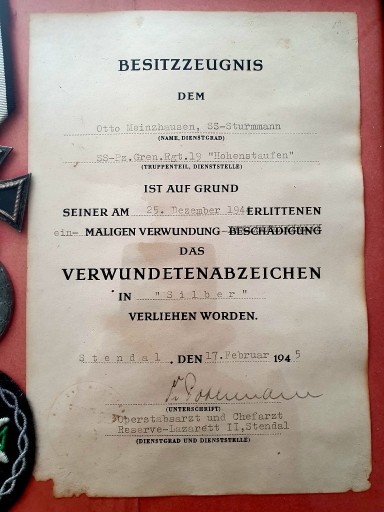 BESITZZEUGNIS
DEM
Otto Meinzhausen, SS-Sturmmann
(NAME, DIENSTGRAD)
SS-Pz.Gren.Rgt.19 "Hohenstaufen"
(TRUPPENTEIL, DIENSTSTELLE)
IST AUF GRUND
SEINER AM 25. Dezember 194 ERLITTENEN
ein- MALIGEN VERWUNDUNG - BESCHÄDIGUNG
DAS
VERWUNDETENABZEICHEN
IN "Silber"
VERLIEHEN WORDEN.
Stendal , DEN 17.Februar 1945
(UNTERSCHRIFT)
Oberstabsarzt und Chefarzt
Reserve-Lazarett II,Stendal
(DIENSTGRAD UND DIENSTSTELLE)